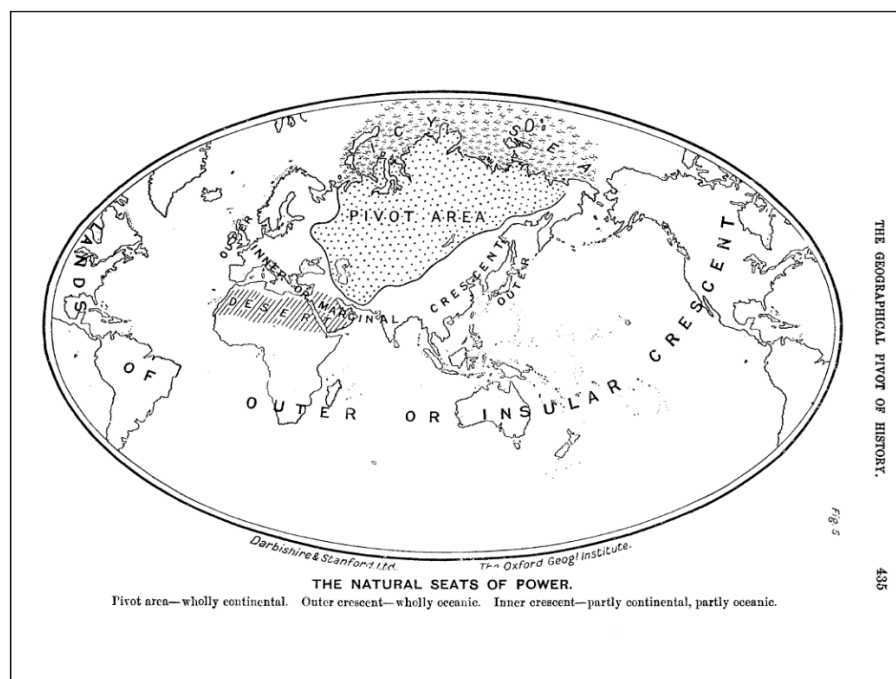 ICY SEA
PIVOT AREA
LANDS
OUTER
INNER OR MARGINAL
CRESCENTS
OUTER
DESERT
OF
OUTER OR INSULAR CRESCENT
THE GEOGRAPHICAL PIVOT OF HISTORY.
435
Fig. 5
Darbishire & Stanford, Ltd.
The Oxford Geogl Institute.
THE NATURAL SEATS OF POWER.
Pivot area—wholly continental. Outer crescent—wholly oceanic. Inner crescent—partly continental, partly oceanic.